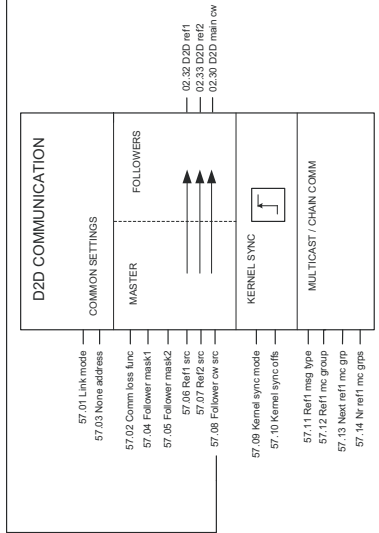 D2D COMMUNICATION
57.01 Link mode
57.03 None address
COMMON SETTINGS
57.02 Comm loss func
57.04 Follower mask1
57.05 Follower mask2
57.06 Ref1 src
57.07 Ref2 src
57.08 Follower cw src
MASTER
FOLLOWERS
02.32 D2D ref1
02.33 D2D ref2
02.30 D2D main cw
57.09 Kernel sync mode
57.10 Kernel sync offs
KERNEL SYNC
57.11 Ref1 msg type
57.12 Ref1 mc group
57.13 Next ref1 mc grp
57.14 Nr ref1 mc grps
MULTICAST / CHAIN COMM